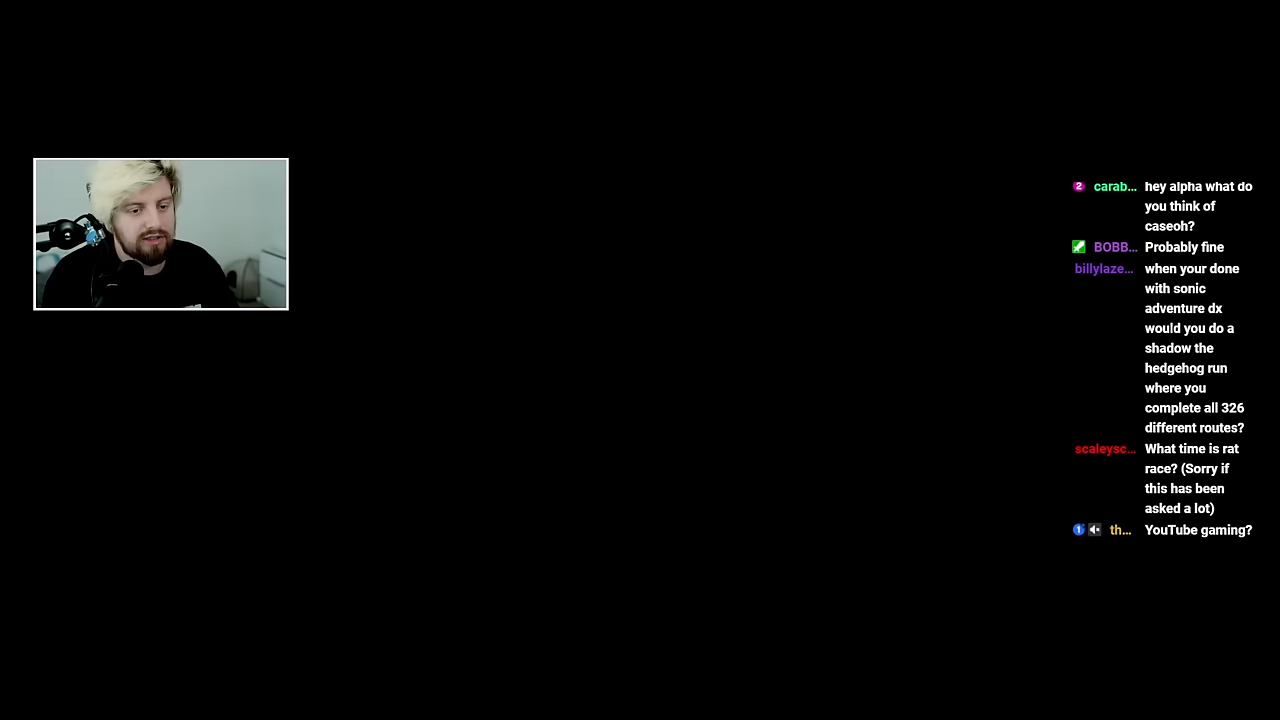 2 carab... hey alpha what do
you think of
caseoh?
BOBB... Probably fine
billylaze... when your done
with sonic
adventure dx
would you do a
shadow the
hedgehog run
where you
complete all 326
different routes?
scaleysc... What time is rat
race? (Sorry if
this has been
asked a lot)
1 th... YouTube gaming?